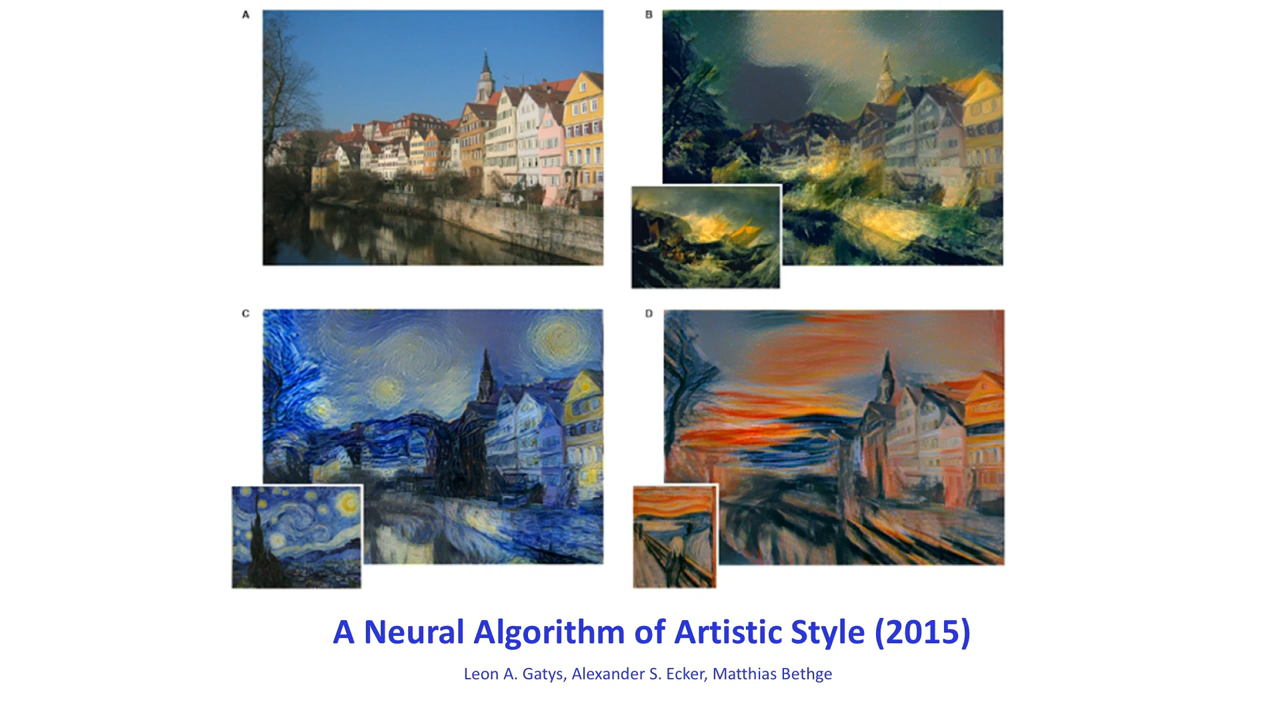 A
B
C
D
A Neural Algorithm of Artistic Style (2015)
Leon A. Gatys, Alexander S. Ecker, Matthias Bethge